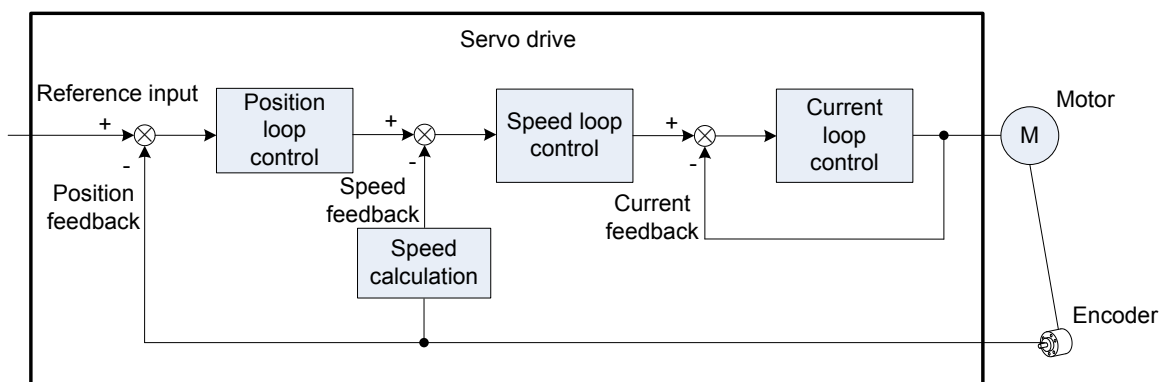 Servo drive
Reference input
+
-
Position
loop
control
+
-
Speed loop
control
+
-
Current
loop
control
Motor
M
Position
feedback
Speed
feedback
Current
feedback
Speed
calculation
Encoder